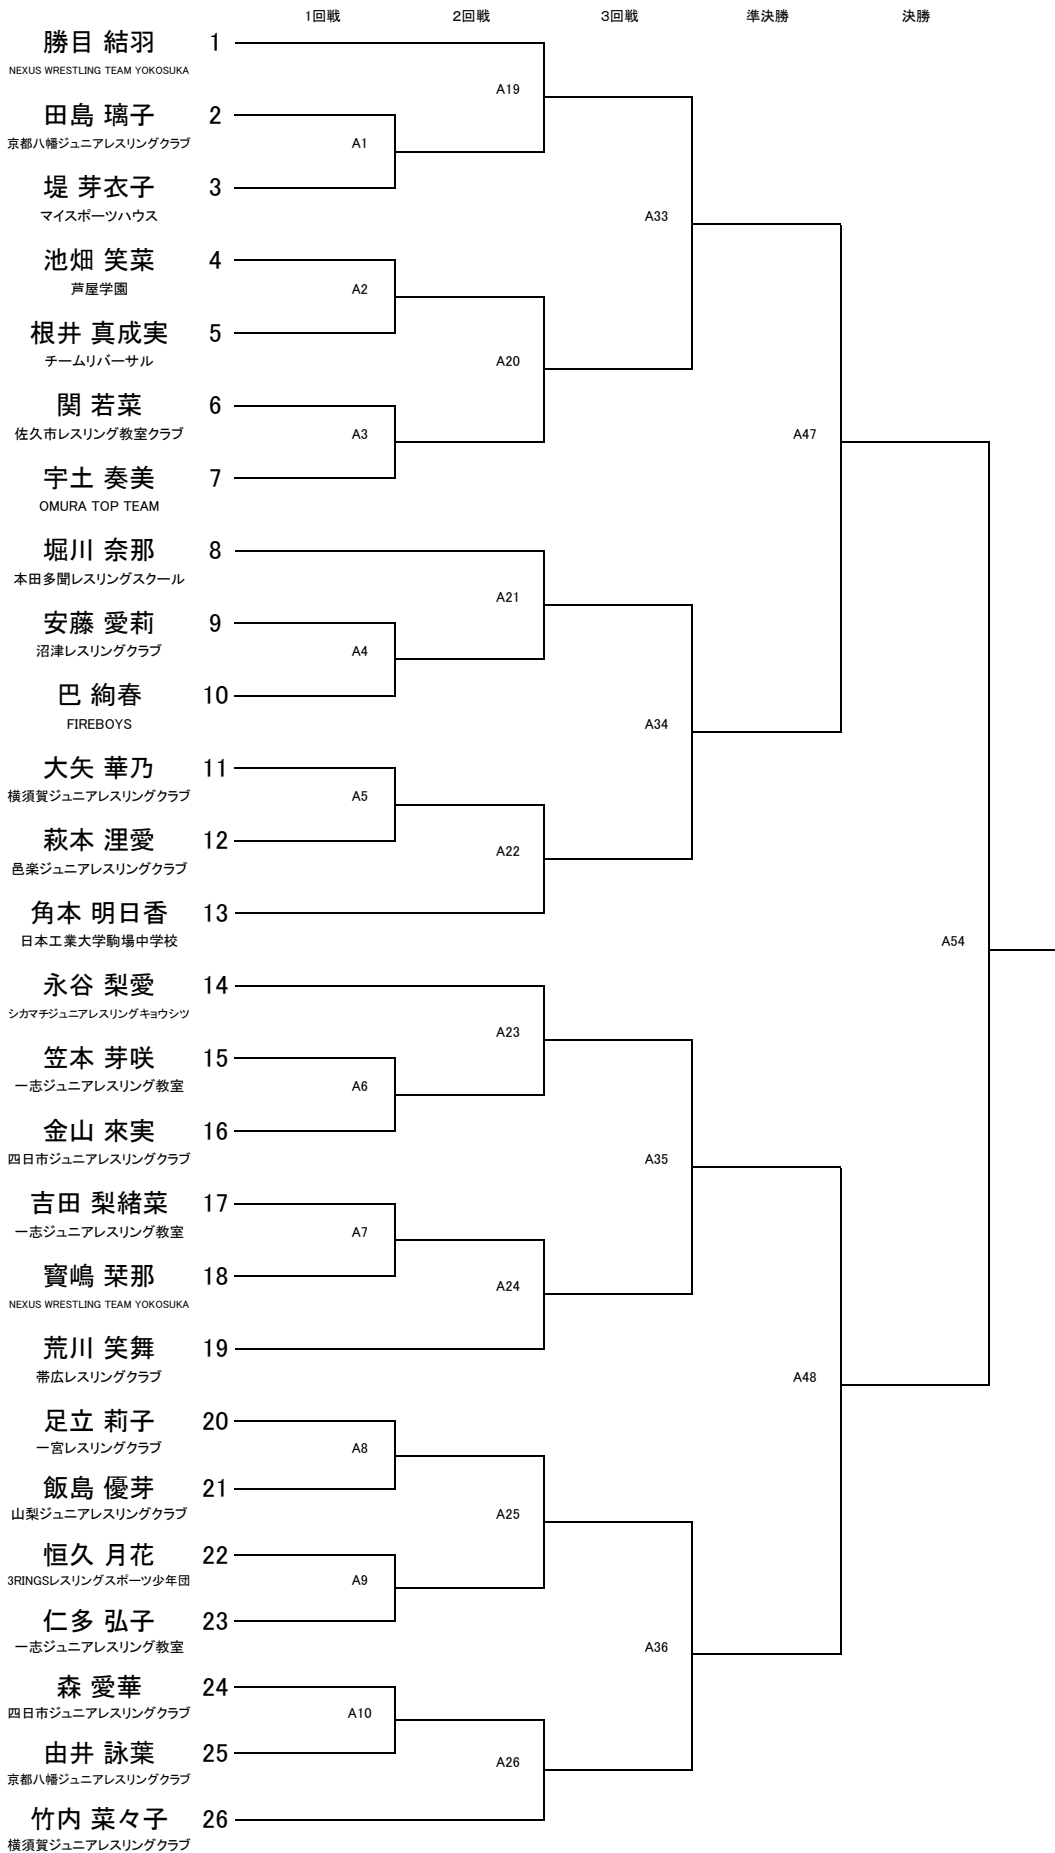 1回戦 2回戦 3回戦 準決勝 決勝
勝目 結羽 1
NEXUS WRESTLING TEAM YOKOSUKA
A19
田島 璃子 2
京都八幡ジュニアレスリングクラブ
A1
堤 芽衣子 3
マイスポーツハウス
A33
池畑 笑菜 4
芦屋学園
A2
根井 真成実 5
チームリバーサル
A20
関 若菜 6
佐久市レスリング教室クラブ
A3
A47
宇土 奏美 7
OMURA TOP TEAM
堀川 奈那 8
本田多聞レスリングスクール
A21
安藤 愛莉 9
沼津レスリングクラブ
A4
巴 絢春 10
FIREBOYS
A34
大矢 華乃 11
横須賀ジュニアレスリングクラブ
A5
萩本 浬愛 12
邑楽ジュニアレスリングクラブ
A22
角本 明日香 13
日本工業大学駒場中学校
A54
永谷 梨愛 14
シカマチジュニアレスリングキョウシツ
A23
笠本 芽咲 15
一志ジュニアレスリング教室
A6
金山 來実 16
四日市ジュニアレスリングクラブ
A35
吉田 梨緒菜 17
一志ジュニアレスリング教室
A7
寳嶋 栞那 18
NEXUS WRESTLING TEAM YOKOSUKA
A24
荒川 笑舞 19
帯広レスリングクラブ
A48
足立 莉子 20
一宮レスリングクラブ
A8
飯島 優芽 21
山梨ジュニアレスリングクラブ
A25
恒久 月花 22
3RINGSレスリングスポーツ少年団
A9
仁多 弘子 23
一志ジュニアレスリング教室
A36
森 愛華 24
四日市ジュニアレスリングクラブ
A10
由井 詠葉 25
京都八幡ジュニアレスリングクラブ
A26
竹内 菜々子 26
横須賀ジュニアレスリングクラブ